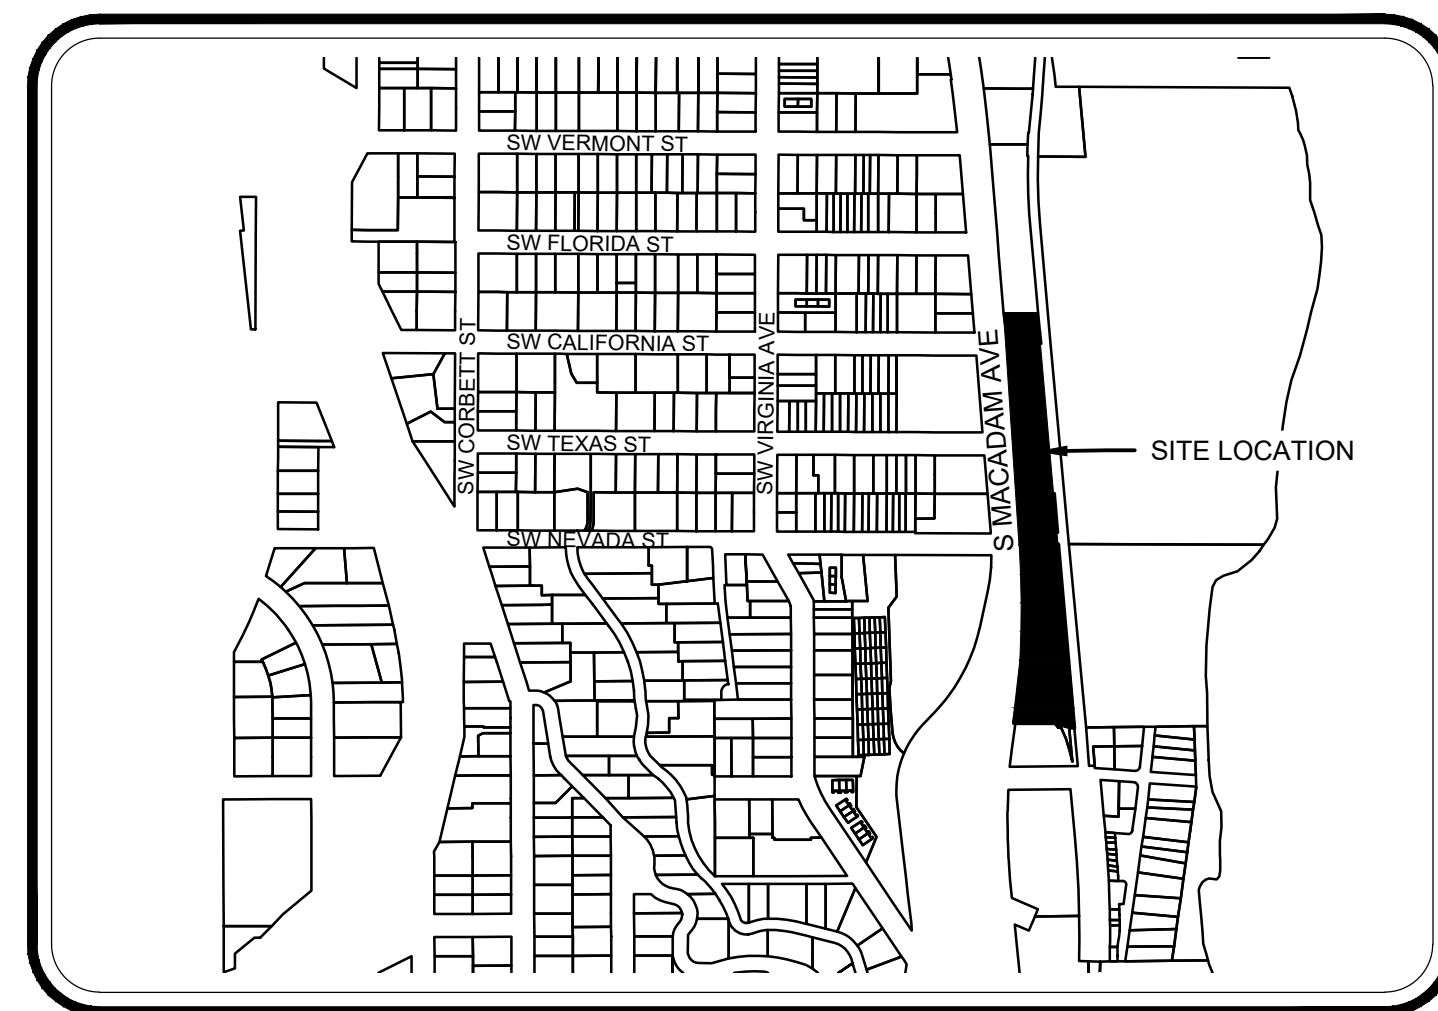 SW VERMONT ST
SW FLORIDA ST
SW CALIFORNIA ST
SW CORBETT ST
SW VIRGINIA AVE
S MACADAM AVE
SITE LOCATION
SW TEXAS ST
SW NEVADA ST